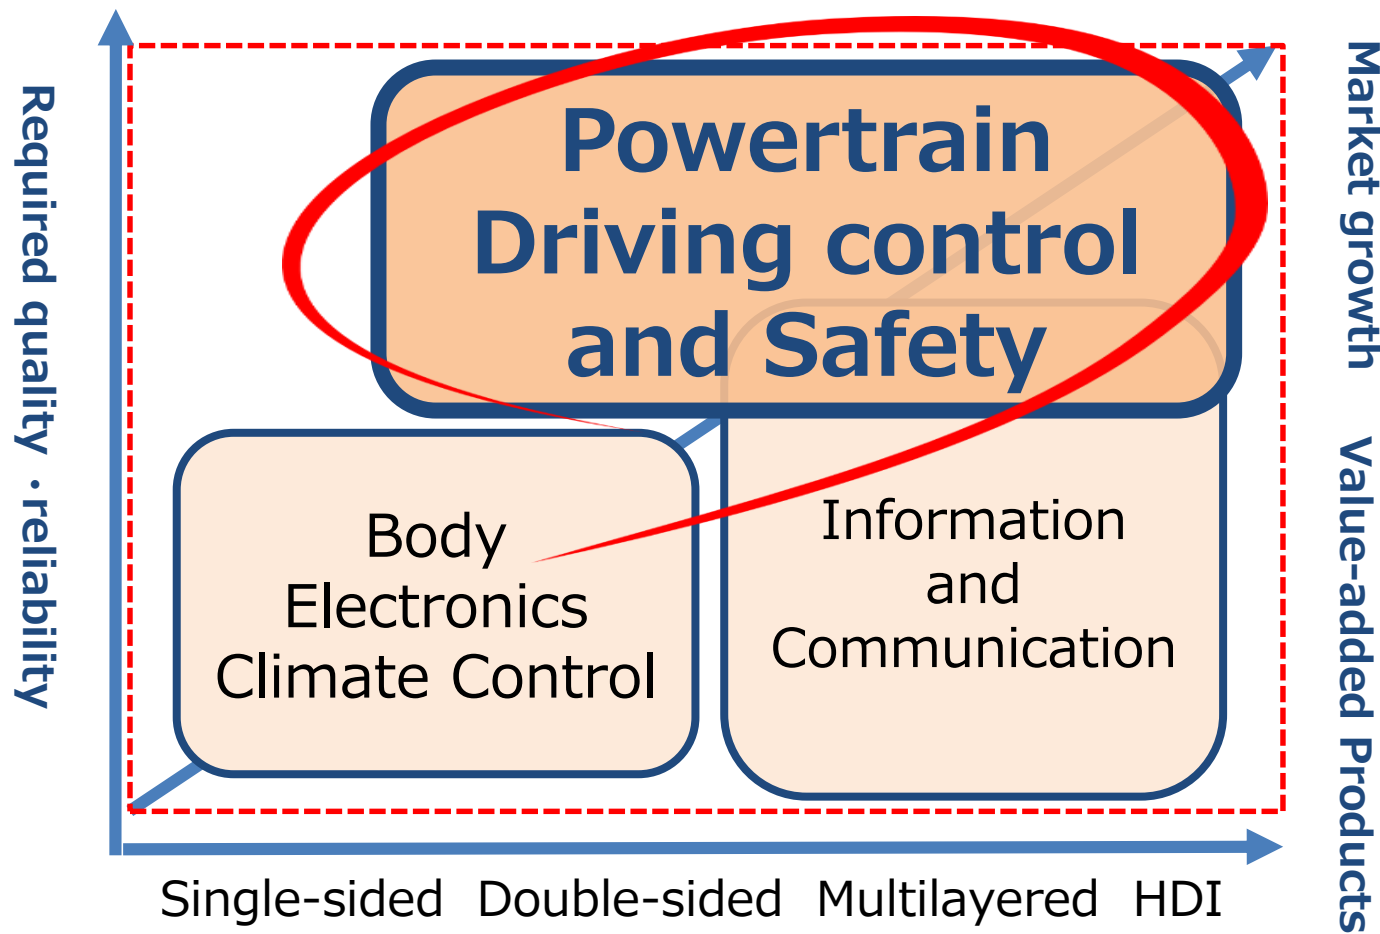 Required quality ・reliability
Powertrain
Driving control
and Safety
Body
Electronics
Climate Control
Information
and
Communication
Market growth
Value-added Products
Single-sided Double-sided Multilayered HDI